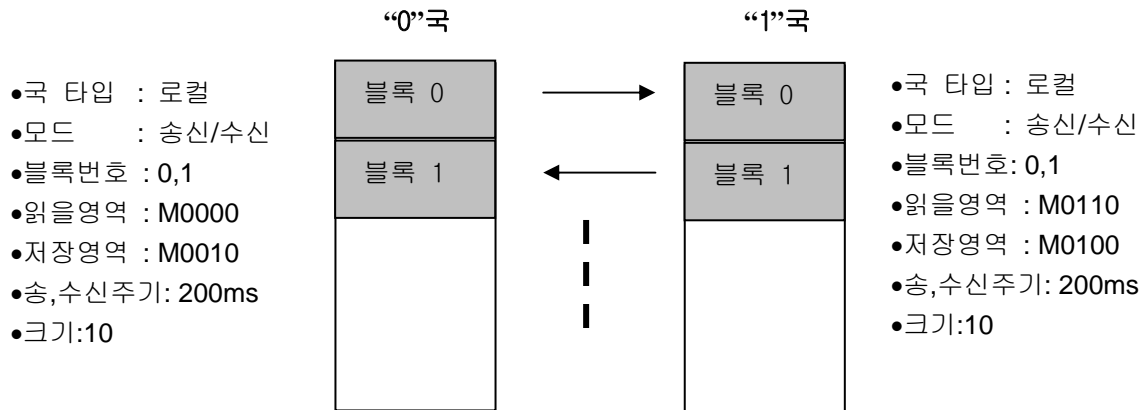 “0”국
“1”국
•국 타입 : 로컬
•모드 : 송신/수신
•블록번호 : 0,1
•읽을영역 : M0000
•저장영역 : M0010
•송,수신주기: 200ms
•크기:10
블록 0
블록 1
블록 0
블록 1
•국 타입 : 로컬
•모드 : 송신/수신
•블록번호: 0,1
•읽을영역 : M0110
•저장영역 : M0100
•송,수신주기: 200ms
•크기:10